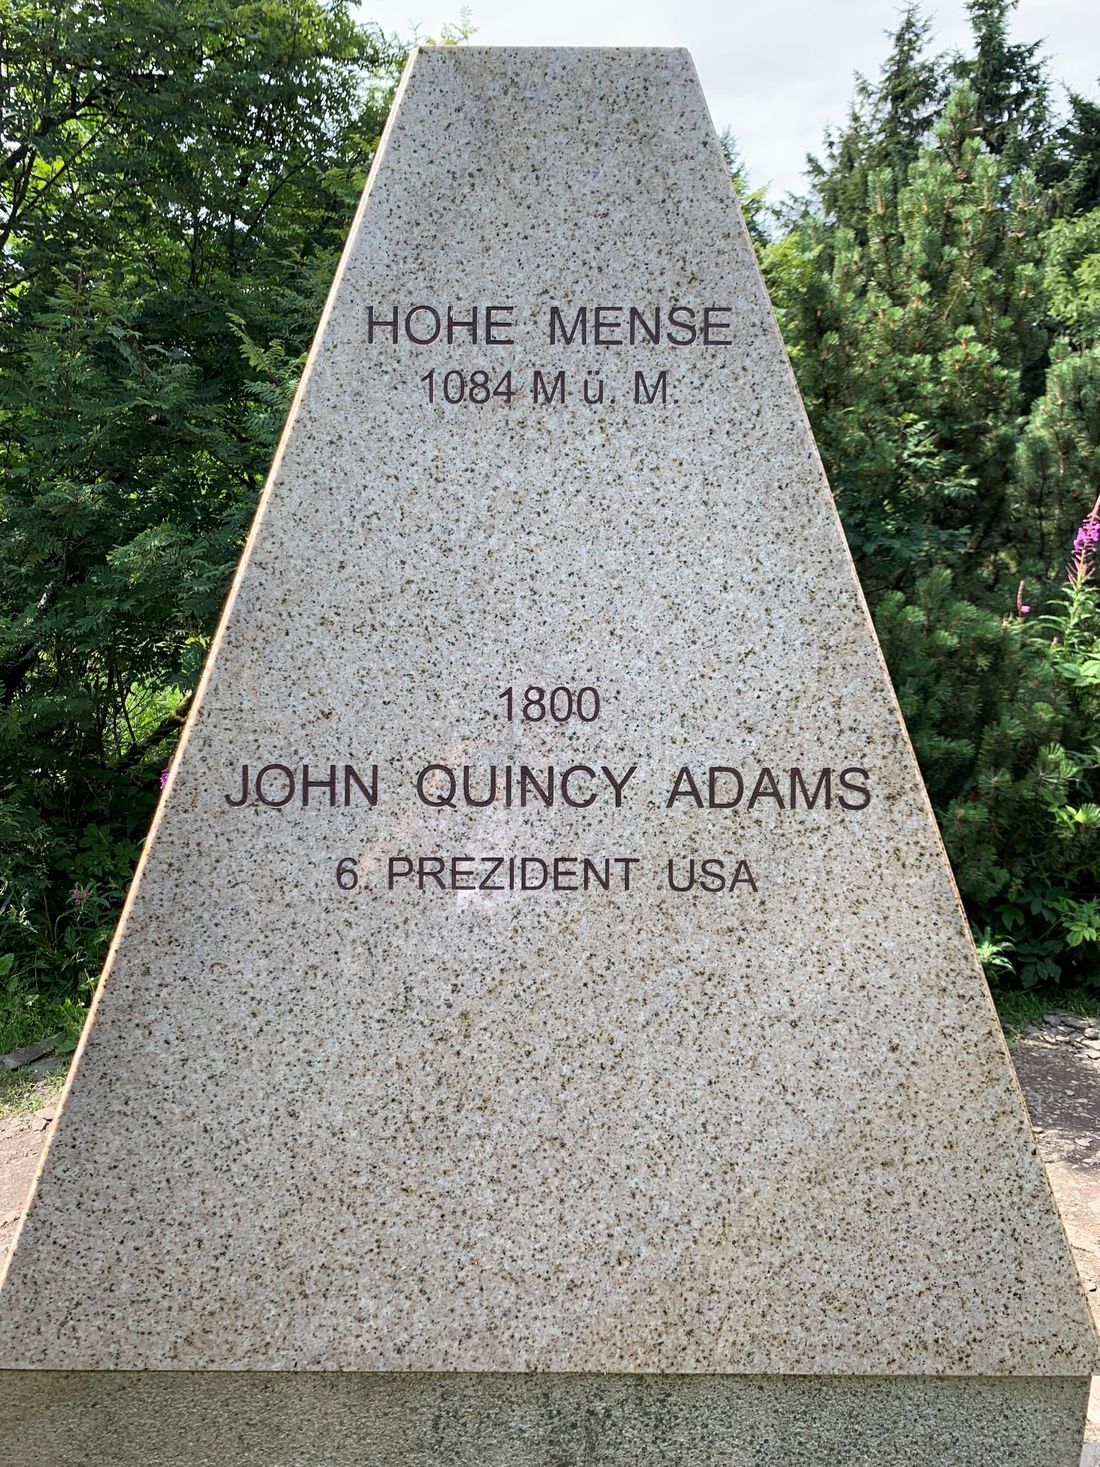 HOHE MENSE
1084 M ü. M.
1800
JOHN QUINCY ADAMS
6. PREZIDENT USA